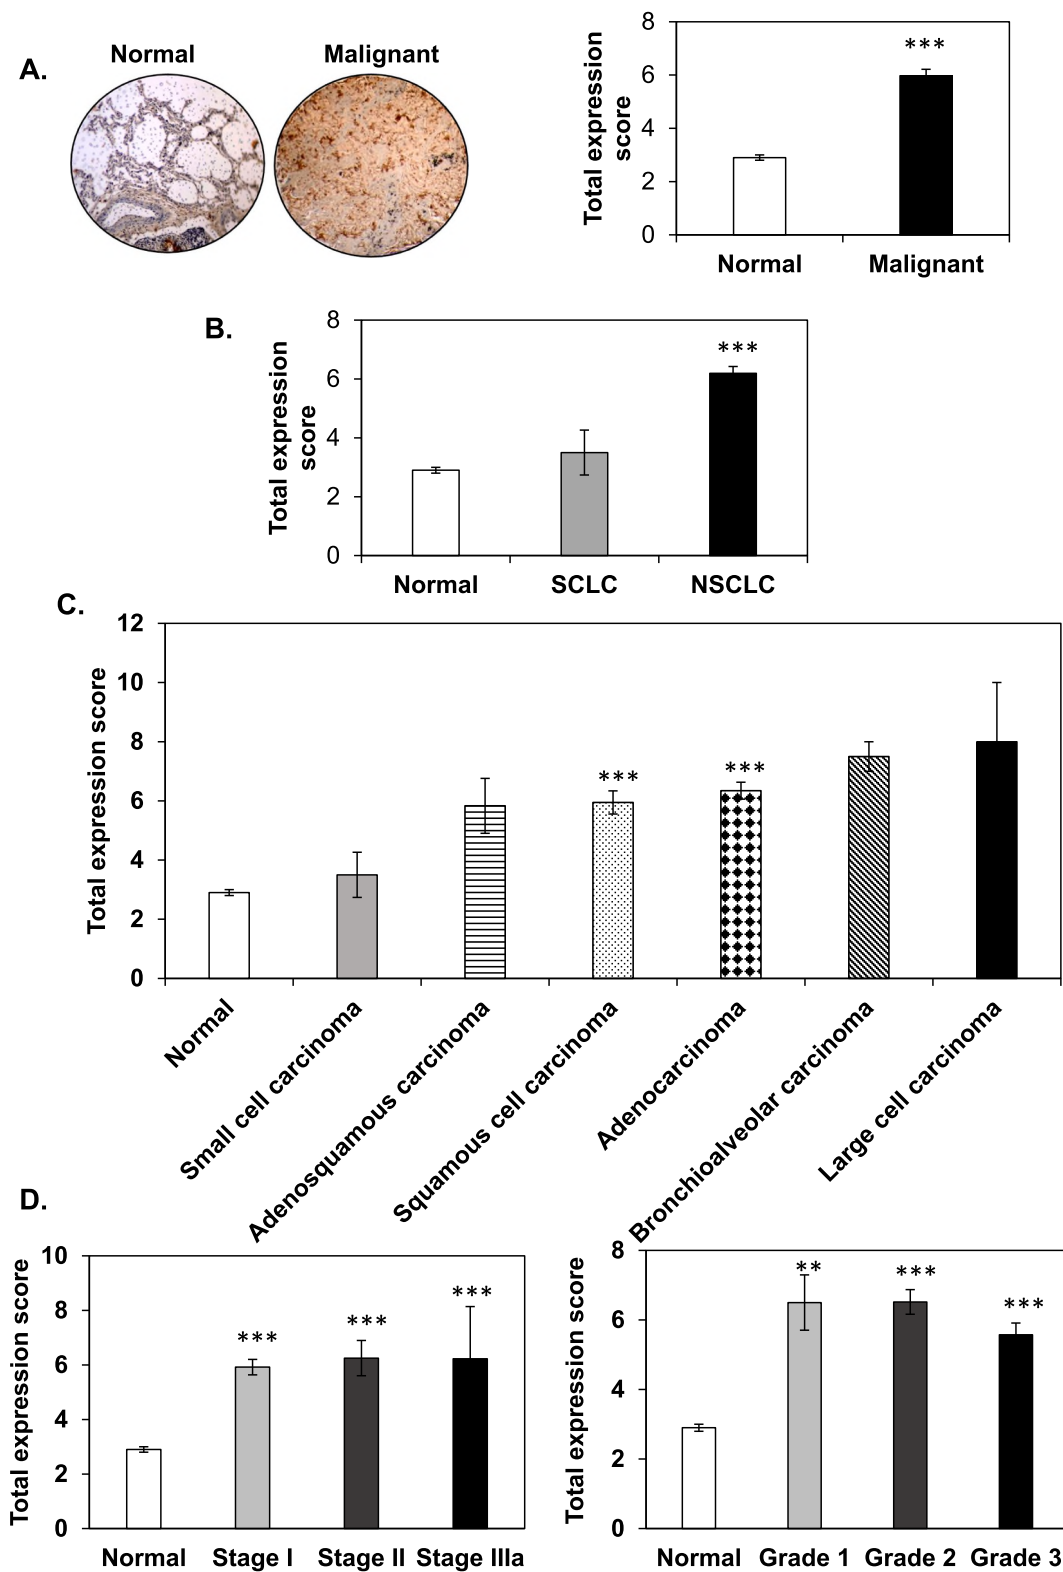 A.
Normal
Malignant
Total expression
score
8
6
4
2
0
***
Normal
Malignant
B.
Total expression
score
8
6
4
2
0
***
Normal
SCLC
NSCLC
C.
Total expression score
12
10
8
6
4
2
0
***
***
Normal
Small cell carcinoma
Adenosquamous carcinoma
Squamous cell carcinoma
Adenocarcinoma
Bronchioalveolar carcinoma
Large cell carcinoma
D.
Total expression score
10
8
6
4
2
0
***
***
***
Normal
Stage I
Stage II
Stage IIIa
Total expression score
8
6
4
2
0
**
***
***
Normal
Grade 1
Grade 2
Grade 3